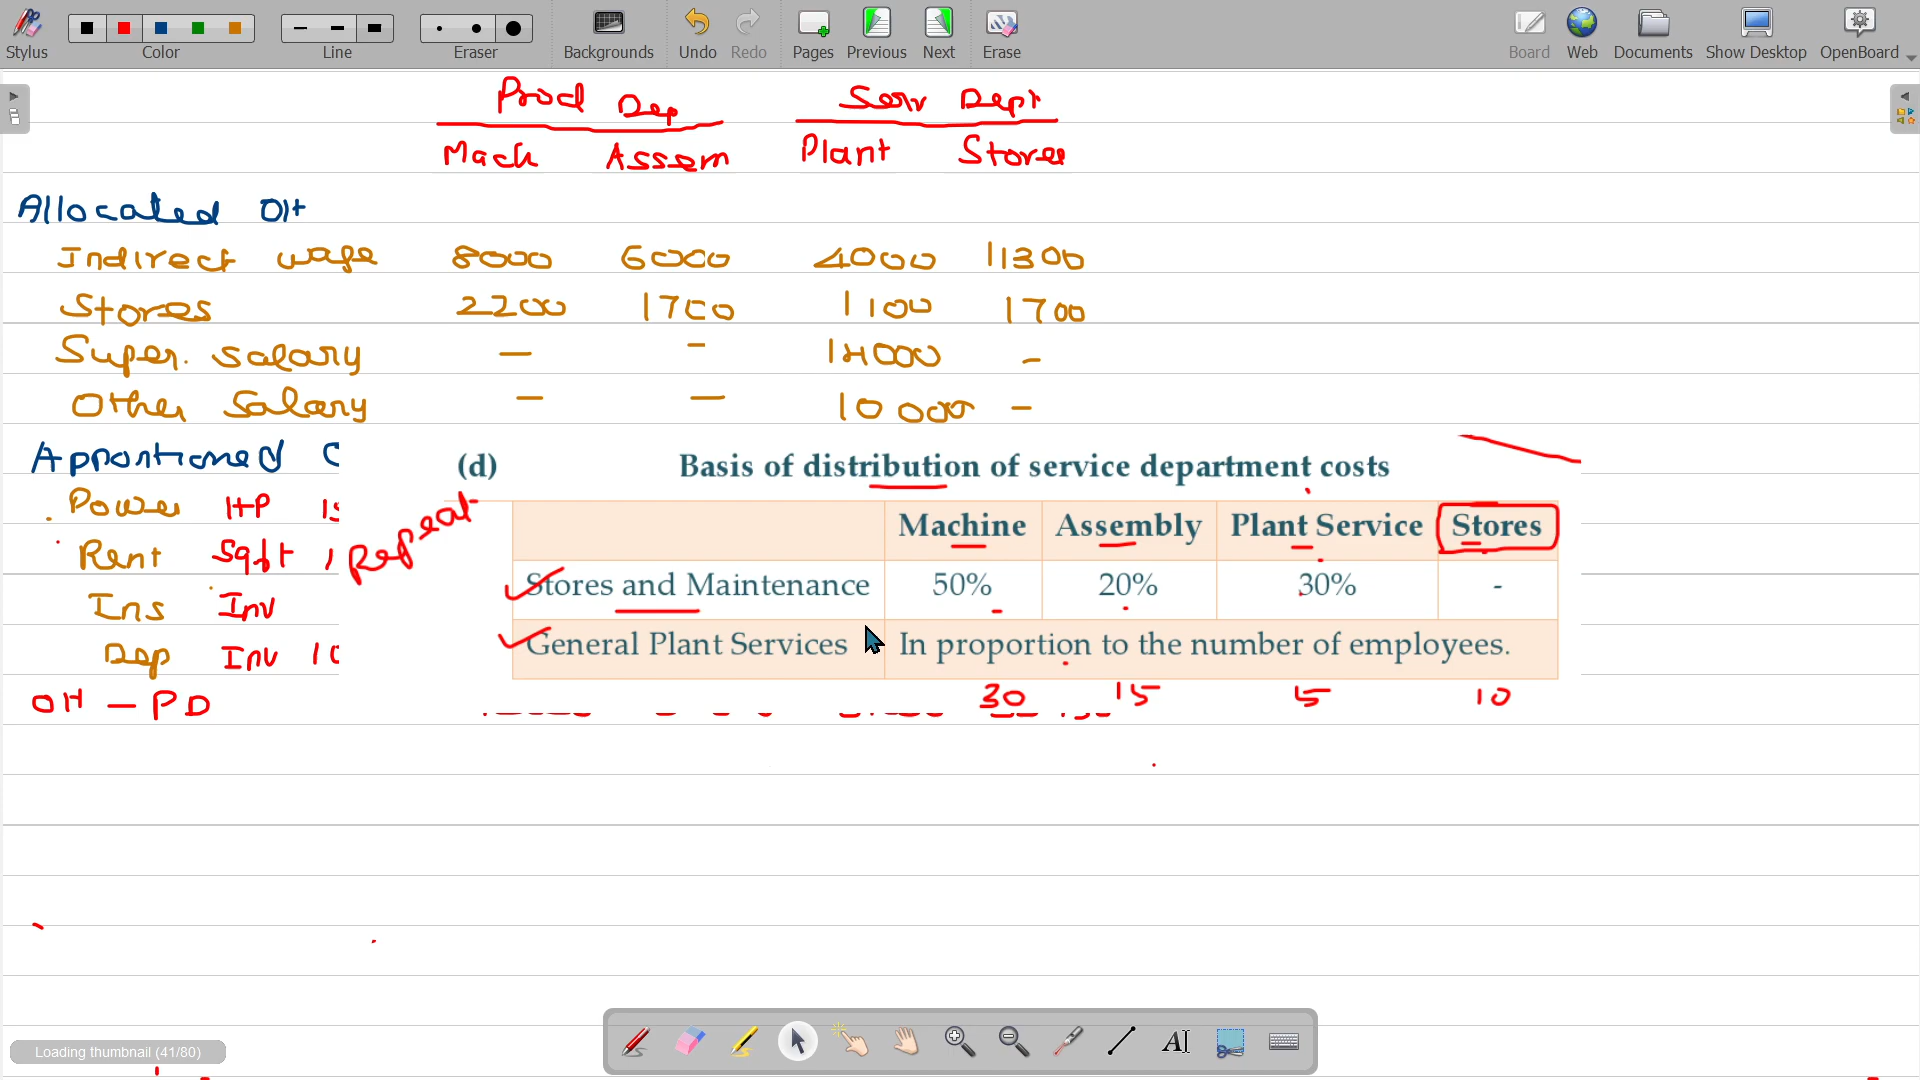 Stylus Color Line Eraser Backgrounds Undo Redo Pages Previous Next Erase Board Web Documents Show Desktop OpenBoard
Prod Dep Serv Dept
Mach Assem Plant Stores
Allocated OH
Indirect wage 8000 6000 4000 11300
Stores 2200 1700 1100 1700
Super. salary — - 14000 -
Other Salary — — 10000 -
Apportioned
(d) Basis of distribution of service department costs
Power HP
Repeat
Machine Assembly Plant Service Stores
Rent Sqft
Stores and Maintenance 50% 20% 30% -
Ins Inv
General Plant Services In proportion to the number of employees.
Dep Inv
OH — PD
30 15 5 10
Loading thumbnail (41/80)